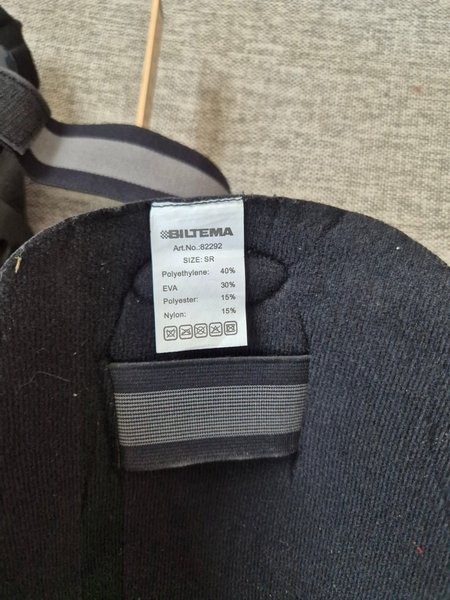 BILTEMA
Art.No.:82292
SIZE: SR
Polyethylene: 40%
EVA 30%
Polyester: 15%
Nylon: 15%